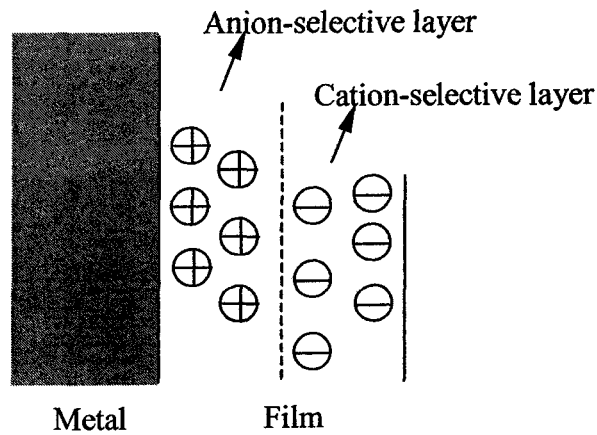 Anion-selective layer
Cation-selective layer
Metal
Film